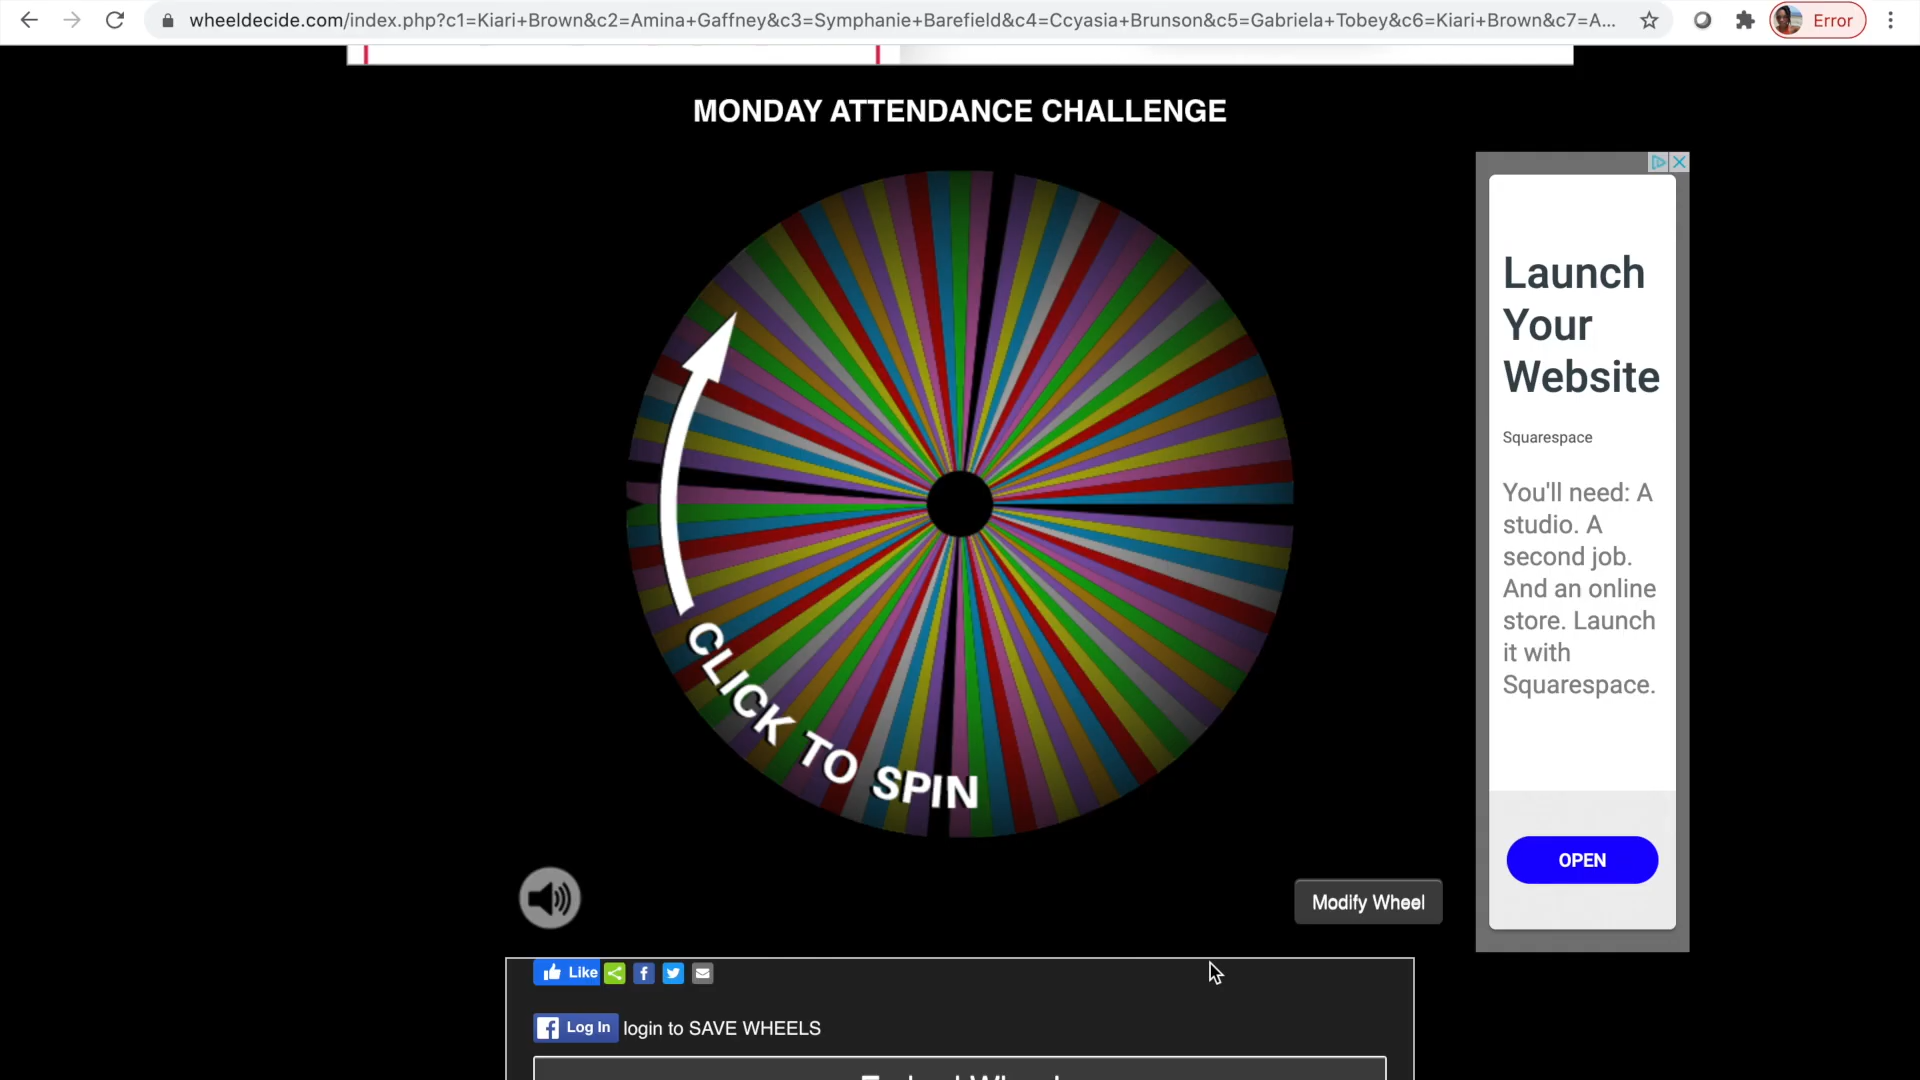 wheeldecide.com/index.php?c1=Kiari+Brown&c2=Amina+Gaffney&c3=Symphanie+Barefield&c4=Ccyasia+Brunson&c5=Gabriela+Tobey&c6=Kiari+Brown&c7=A...
Error
MONDAY ATTENDANCE CHALLENGE
CLICK TO SPIN
Launch
Your
Website
Squarespace
You'll need: A
studio. A
second job.
And an online
store. Launch
it with
Squarespace.
OPEN
Modify Wheel
Like
Log In login to SAVE WHEELS